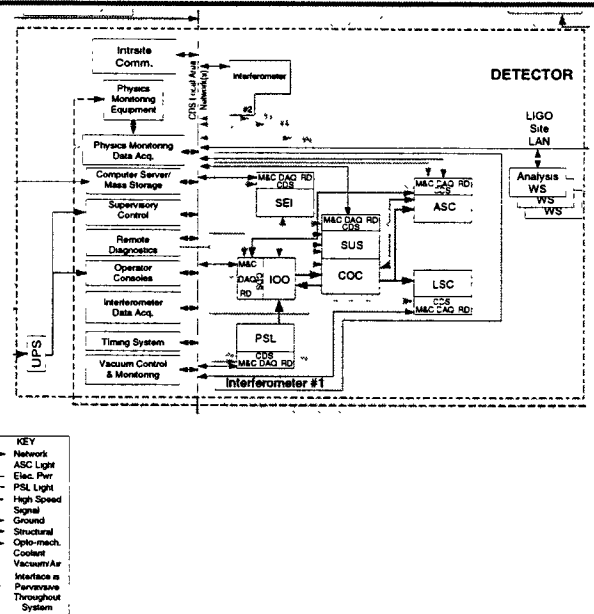 DETECTOR
Intrsite
Comm.
Physics
Monitoring
Equipment
Physics Monitoring
Data Acq.
Computer Server/
Mass Storage
Supervisory
Control
Remote
Diagnostics
Operator
Consoles
Interferometer
Data Acq.
Timing System
Vacuum Control
& Monitoring
UPS
CDS Local Area
Network(s)
Interferometer
#2
LIGO
Site
LAN
Analysis
WS
WS
WS
M&C DAQ RD
CDS
SEI
M&C DAQ RD
CDS
SUS
COC
M&C DAQ RD
CDS
ASC
M&C
DAQ
RD
CDS
IOO
LSC
CDS
M&C DAQ RD
PSL
CDS
M&C DAQ RD
Interferometer #1
KEY
Network
ASC Light
Elec. Pwr
PSL Light
High Speed
Signal
Ground
Structural
Opto-mech.
Coolant
Vacuum/Air
Interface is
Pervasive
Throughout
System